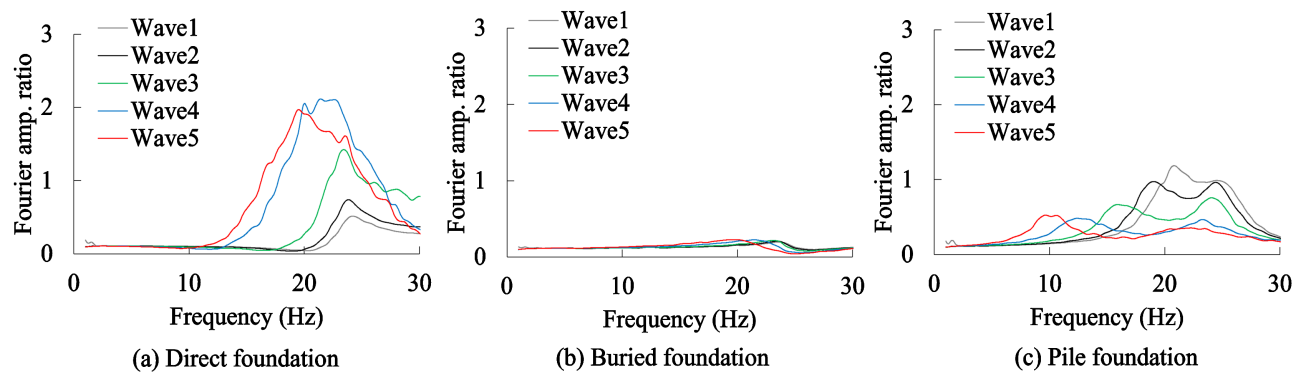 Fourier amp. ratio
3
2
1
0
Wave1
Wave2
Wave3
Wave4
Wave5
0 10 20 30
Frequency (Hz)
(a) Direct foundation
Fourier amp. ratio
3
2
1
0
Wave1
Wave2
Wave3
Wave4
Wave5
0 10 20 30
Frequency (Hz)
(b) Buried foundation
Fourier amp. ratio
3
2
1
0
Wave1
Wave2
Wave3
Wave4
Wave5
0 10 20 30
Frequency (Hz)
(c) Pile foundation